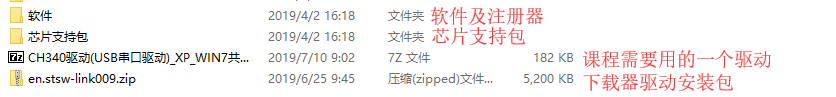 软件 2019/4/2 16:18 文件夹 软件及注册器
芯片支持包 2019/4/2 16:18 文件夹 芯片支持包
CH340驱动(USB串口驱动)_XP_WIN7共... 2019/7/10 9:02 7Z 文件 182 KB 课程需要用的一个驱动
en.stsw-link009.zip 2019/6/25 9:45 压缩(zipped)文件... 5,200 KB 下载器驱动安装包